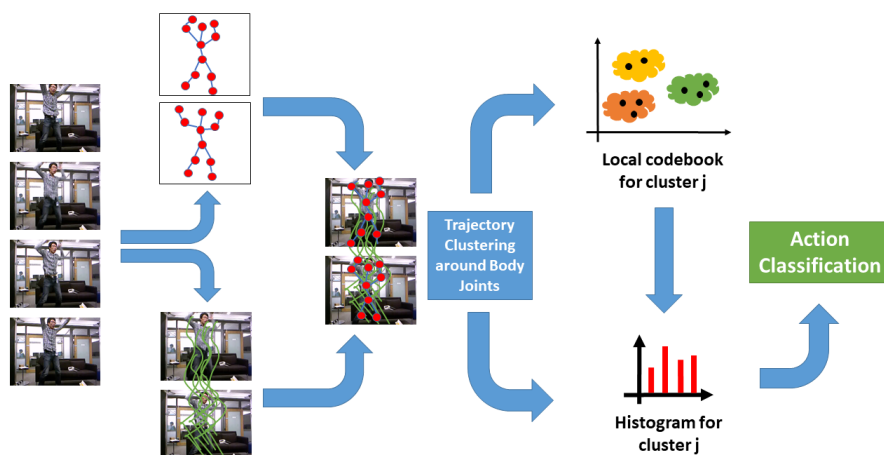 Local codebook
for cluster j
Trajectory
Clustering
around Body
Joints
Action
Classification
Histogram for
cluster j